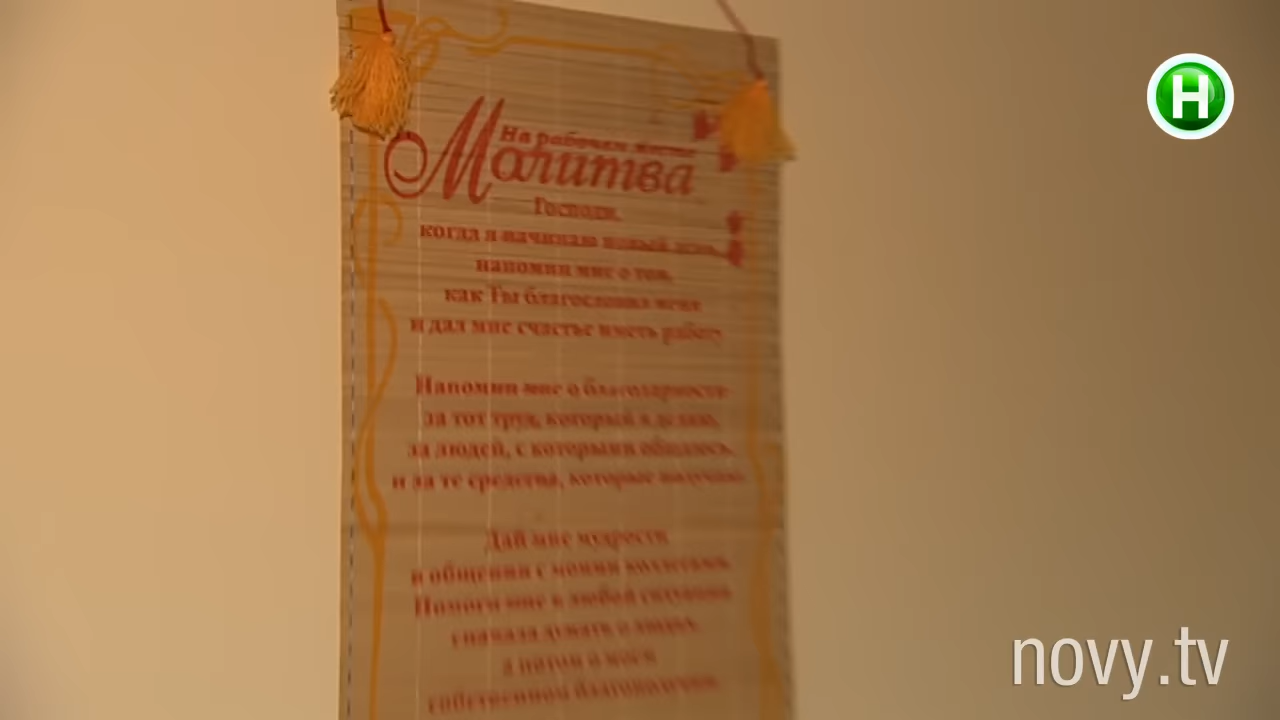 H
На рабочем месте
Молитва
Господи,
когда я начинаю новый день,
напомни мне о том,
как Ты благословил меня
и дал мне счастье иметь работу
Напомни мне о благодарности
за тот труд, который я делаю,
за людей, с которыми общаюсь,
и за те средства, которые получаю.
Дай мне мудрости
в общении с моими коллегами.
Помоги мне в любой ситуации
сначала думать о людях,
а потом о моем
собственном благополучии.
novy.tv